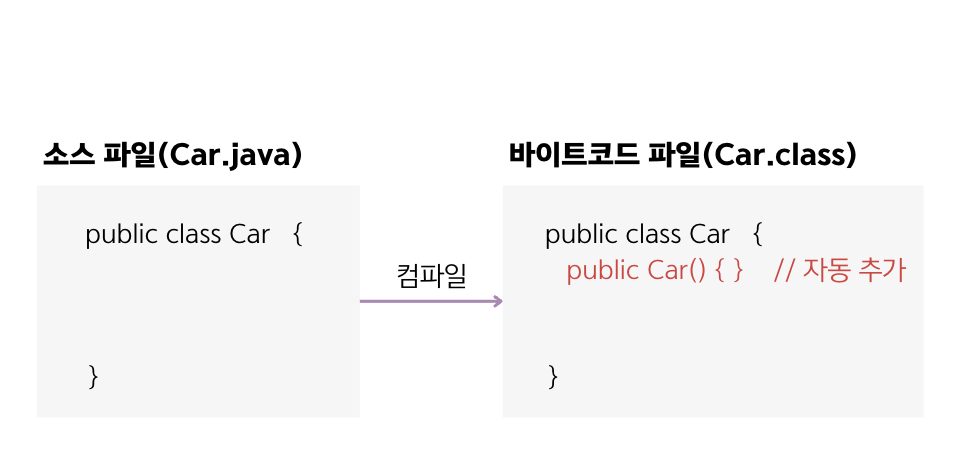 소스 파일(Car.java)
public class Car {
}
컴파일
바이트코드 파일(Car.class)
public class Car {
public Car() { } // 자동 추가
}